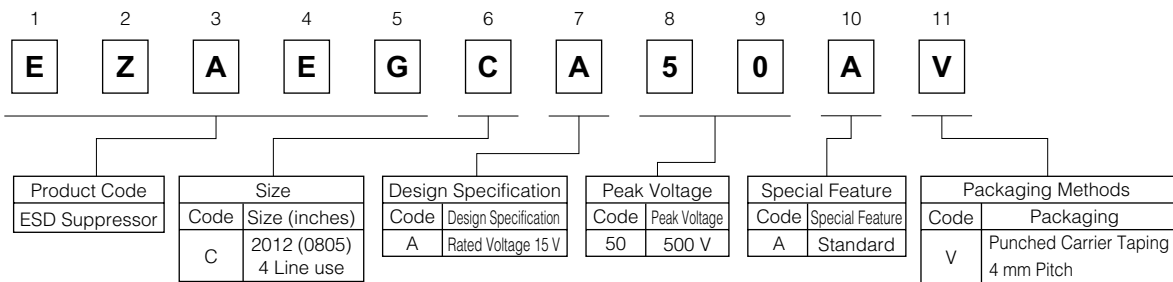 1 2 3 4 5 6 7 8 9 10 11
E Z A E G C A 5 0 A V
Product Code
ESD Suppressor
Size
Code Size (inches)
C 2012 (0805)
4 Line use
Design Specification
Code Design Specification
A Rated Voltage 15 V
Peak Voltage
Code Peak Voltage
50 500 V
Special Feature
Code Special Feature
A Standard
Packaging Methods
Code Packaging
V Punched Carrier Taping
4 mm Pitch